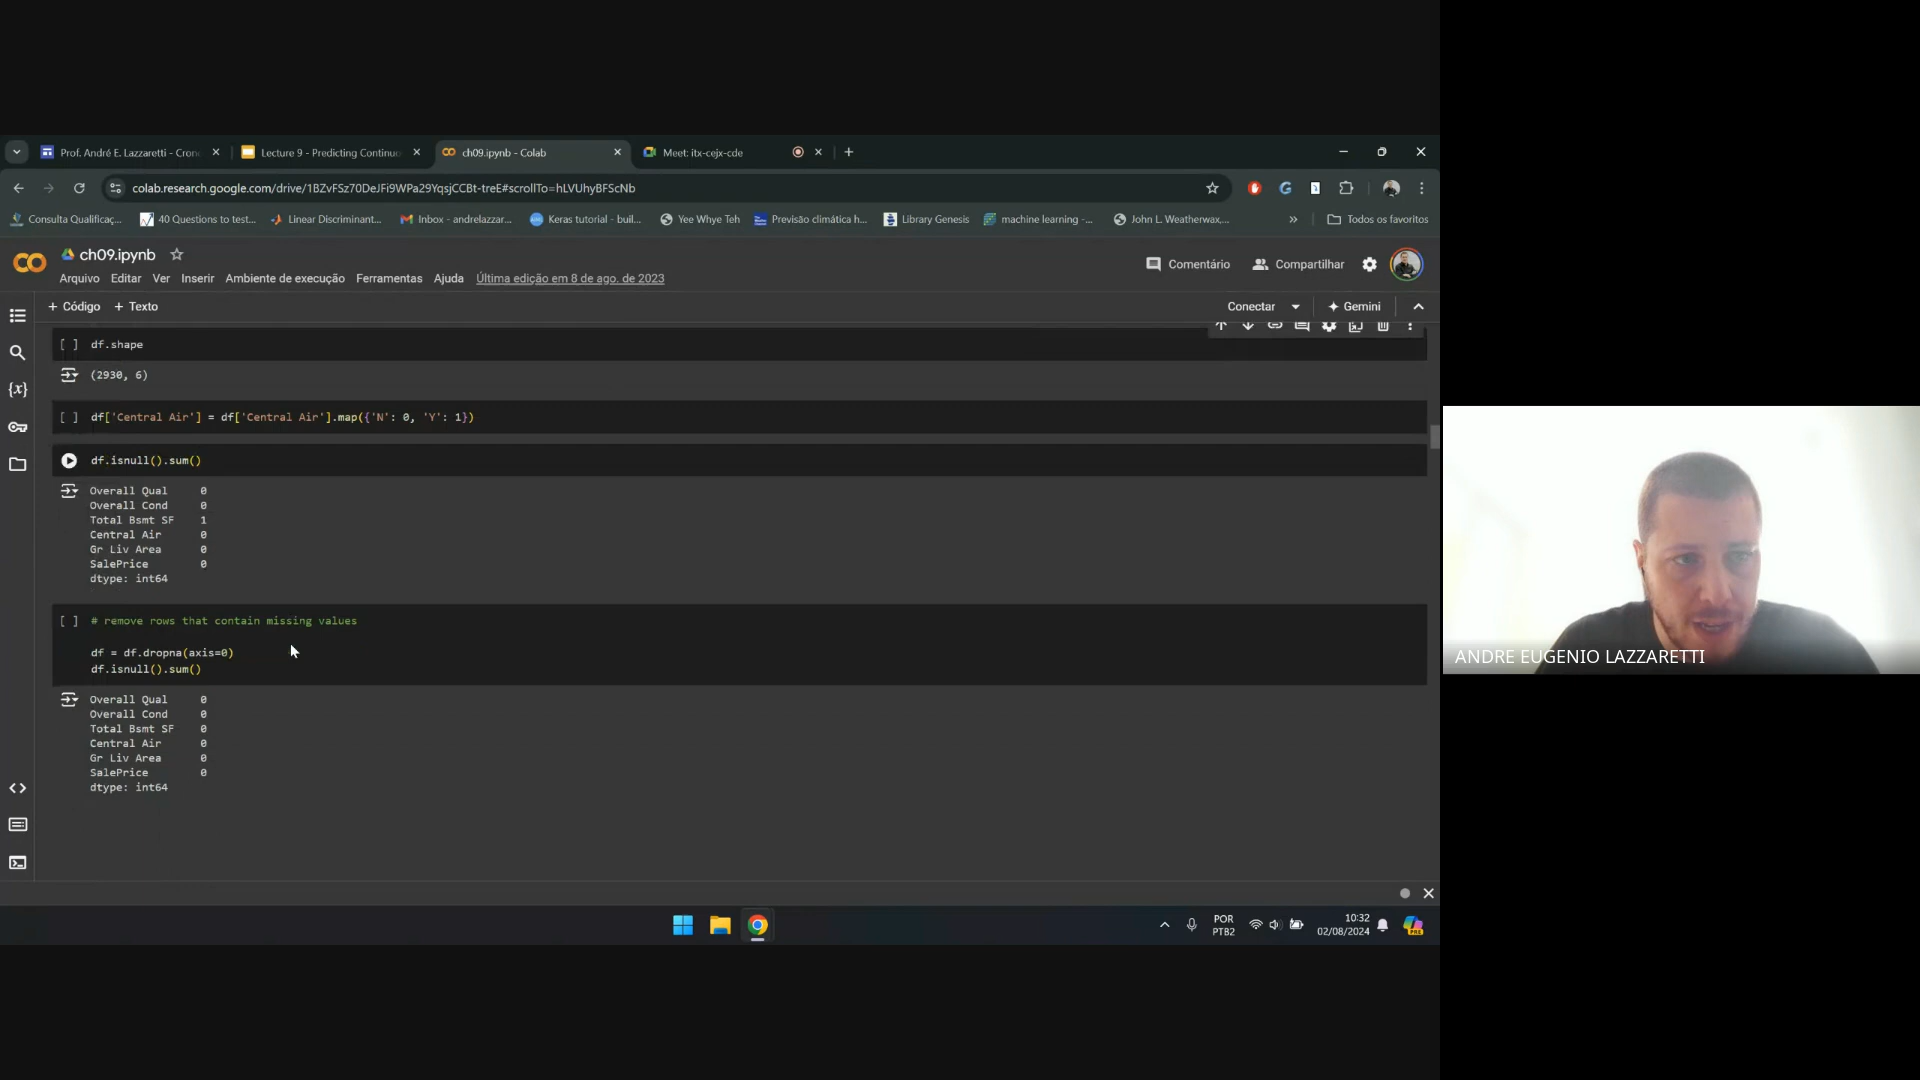 Prof. André E. Lazzaretti - Cron
Lecture 9 - Predicting Continuo
ch09.ipynb - Colab
Meet: itx-cejx-cde
colab.research.google.com/drive/1BZvFSz70DeJFi9WPa29YqsjCCBt-treE#scrollTo=hLVUhyBFScNb
Consulta Qualificaç...
40 Questions to test...
Linear Discriminant...
Inbox - andrelazzar...
Keras tutorial - buil...
Yee Whye Teh
Previsão climática h...
Library Genesis
machine learning -...
John L. Weatherwax,...
»
Todos os favoritos
CO
ch09.ipynb
Comentário
Compartilhar
Arquivo Editar Ver Inserir Ambiente de execução Ferramentas Ajuda Última edição em 8 de ago. de 2023
+ Código + Texto
Conectar
Gemini
[ ] df.shape
(2930, 6)
[ ] df['Central Air'] = df['Central Air'].map({'N': 0, 'Y': 1})
df.isnull().sum()
Overall Qual 0
Overall Cond 0
Total Bsmt SF 1
Central Air 0
Gr Liv Area 0
SalePrice 0
dtype: int64
[ ] # remove rows that contain missing values
df = df.dropna(axis=0)
df.isnull().sum()
Overall Qual 0
Overall Cond 0
Total Bsmt SF 0
Central Air 0
Gr Liv Area 0
SalePrice 0
dtype: int64
{x}
<>
POR
PTB2
10:32
02/08/2024
PRE
ANDRE EUGENIO LAZZARETTI